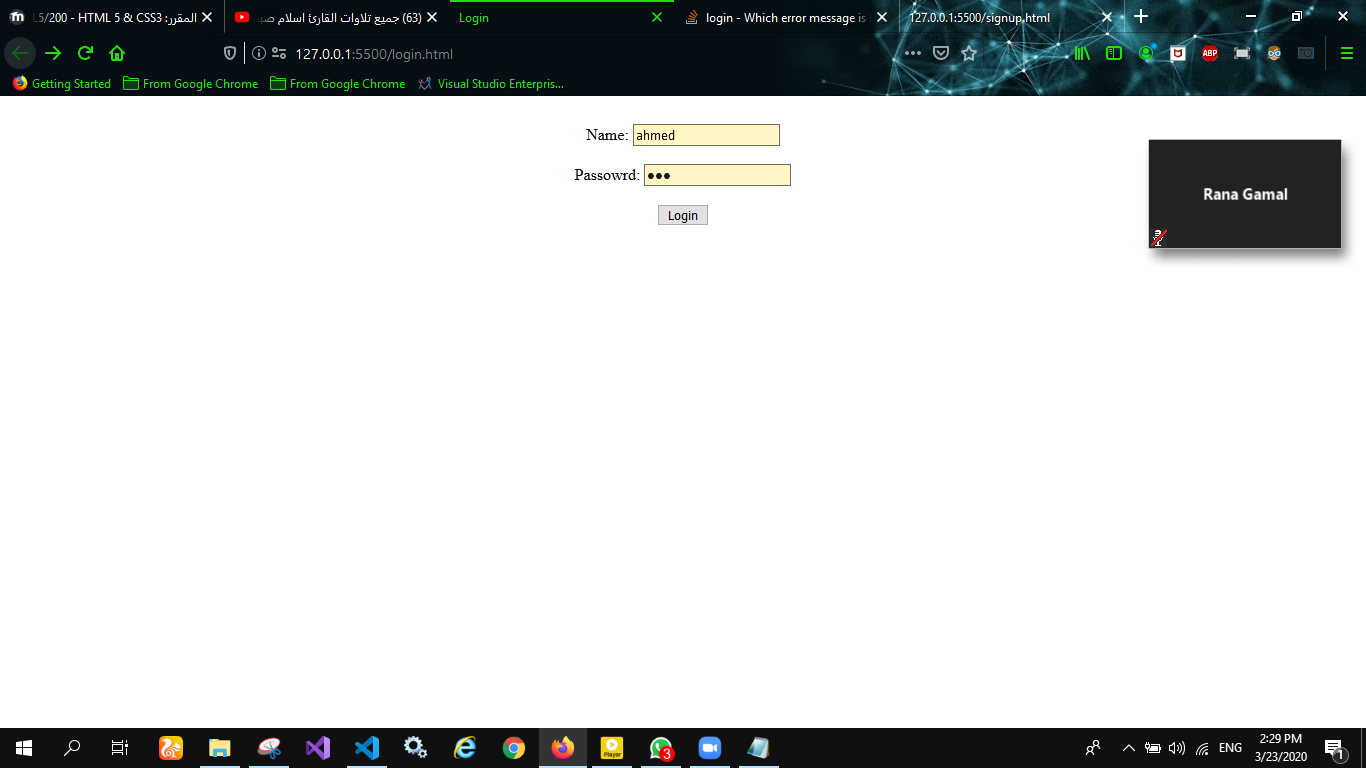 L5/200 - HTML 5 & CSS3 :المقرر
(63) جميع تلاوات القارئ اسلام صبـ
Login
login - Which error message is
127.0.0.1:5500/signup.html
127.0.0.1:5500/login.html
ABP
Getting Started
From Google Chrome
From Google Chrome
Visual Studio Enterpris...
Name: ahmed
Passowrd: ●●●
Login
Rana Gamal
Player
3
ENG
2:29 PM
3/23/2020
1